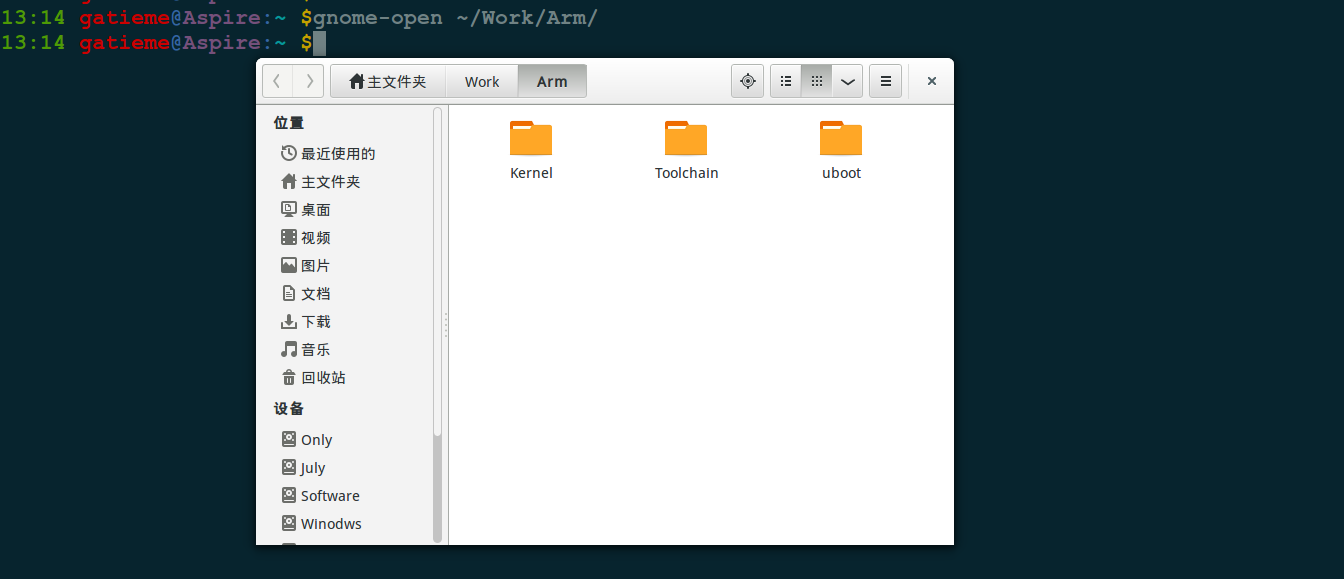 13:14 gatieme@Aspire:~ $gnome-open ~/Work/Arm/
13:14 gatieme@Aspire:~ $
主文件夹 Work Arm
位置
最近使用的
主文件夹
桌面
视频
图片
文档
下载
音乐
回收站
设备
Only
July
Software
Winodws
Kernel Toolchain uboot